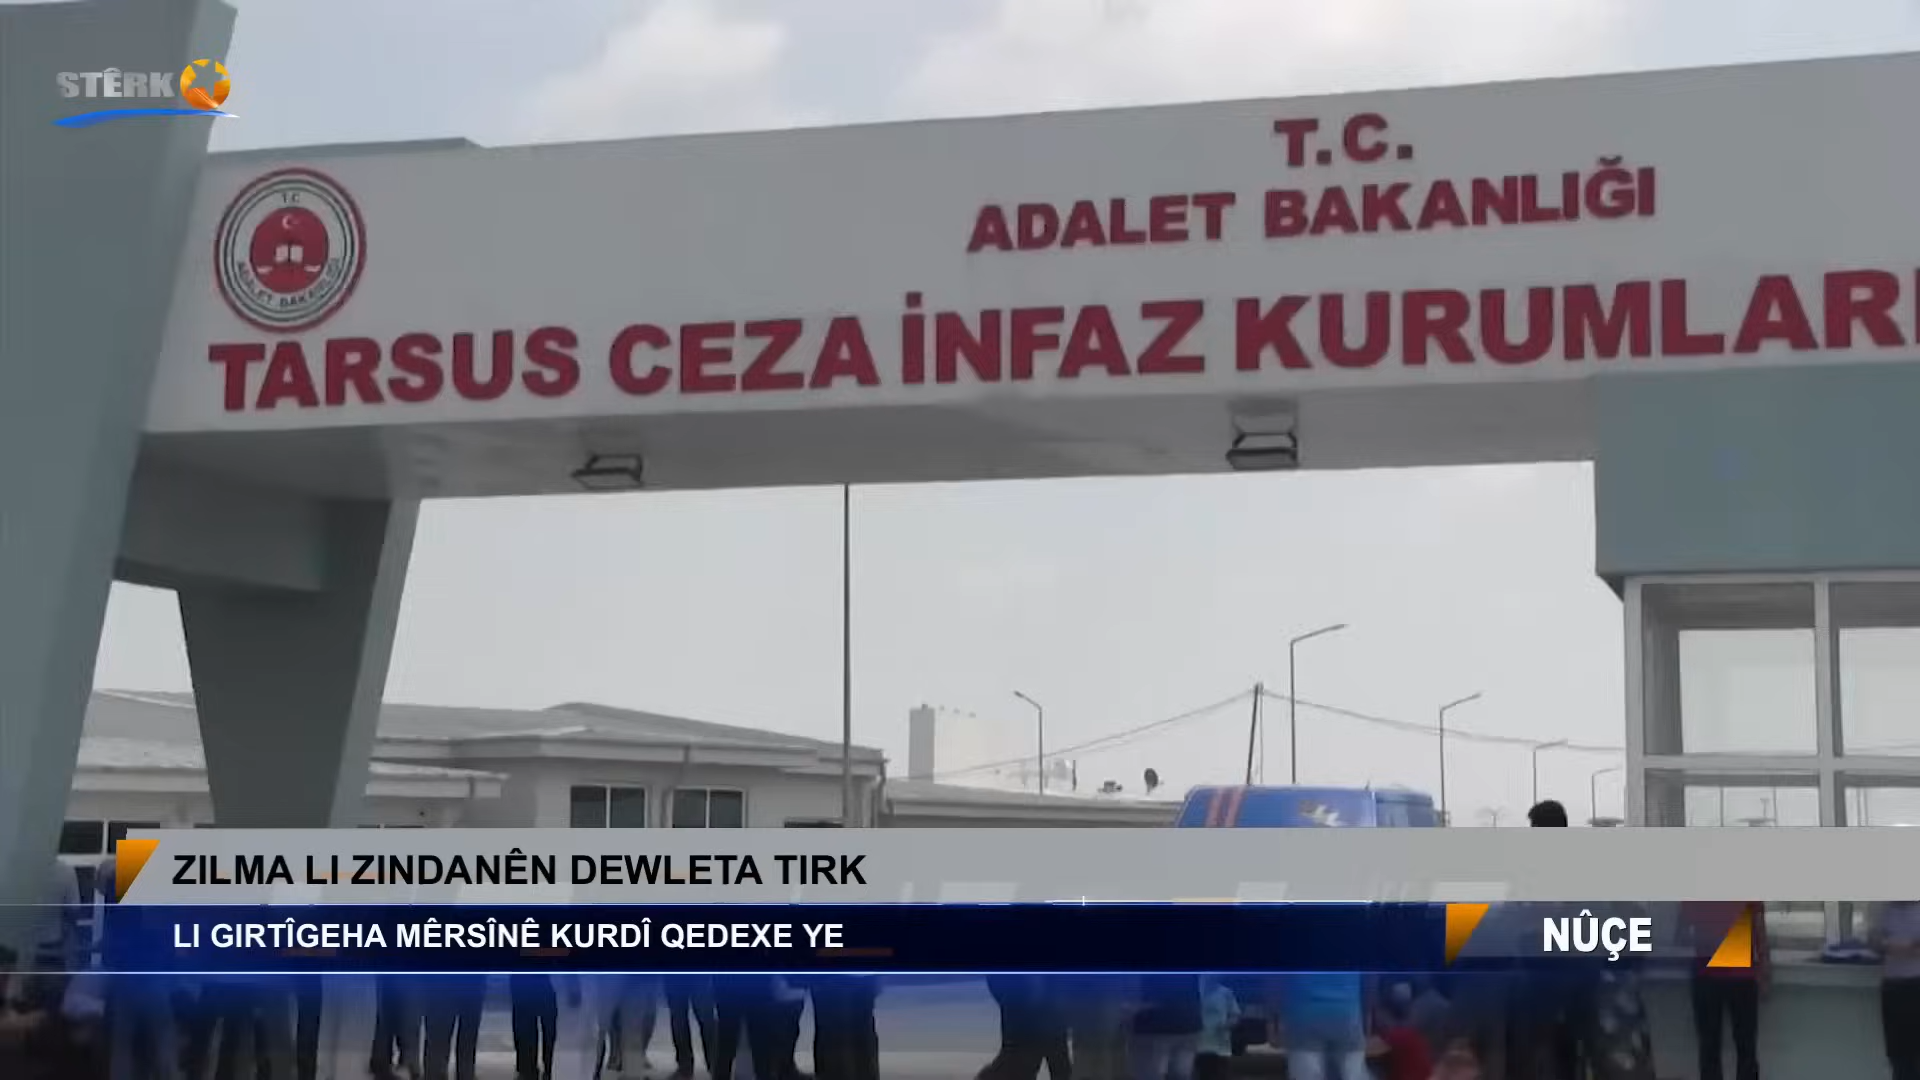 STÊRK
T.C.
ADALET BAKANLIĞI
T.C.
ADALET BAKANLIĞI
TARSUS CEZA İNFAZ KURUMLARI
ZILMA LI ZINDANÊN DEWLETA TIRK
LI GIRTÎGEHA MÊRSÎNÊ KURDÎ QEDEXE YE
NÛÇE